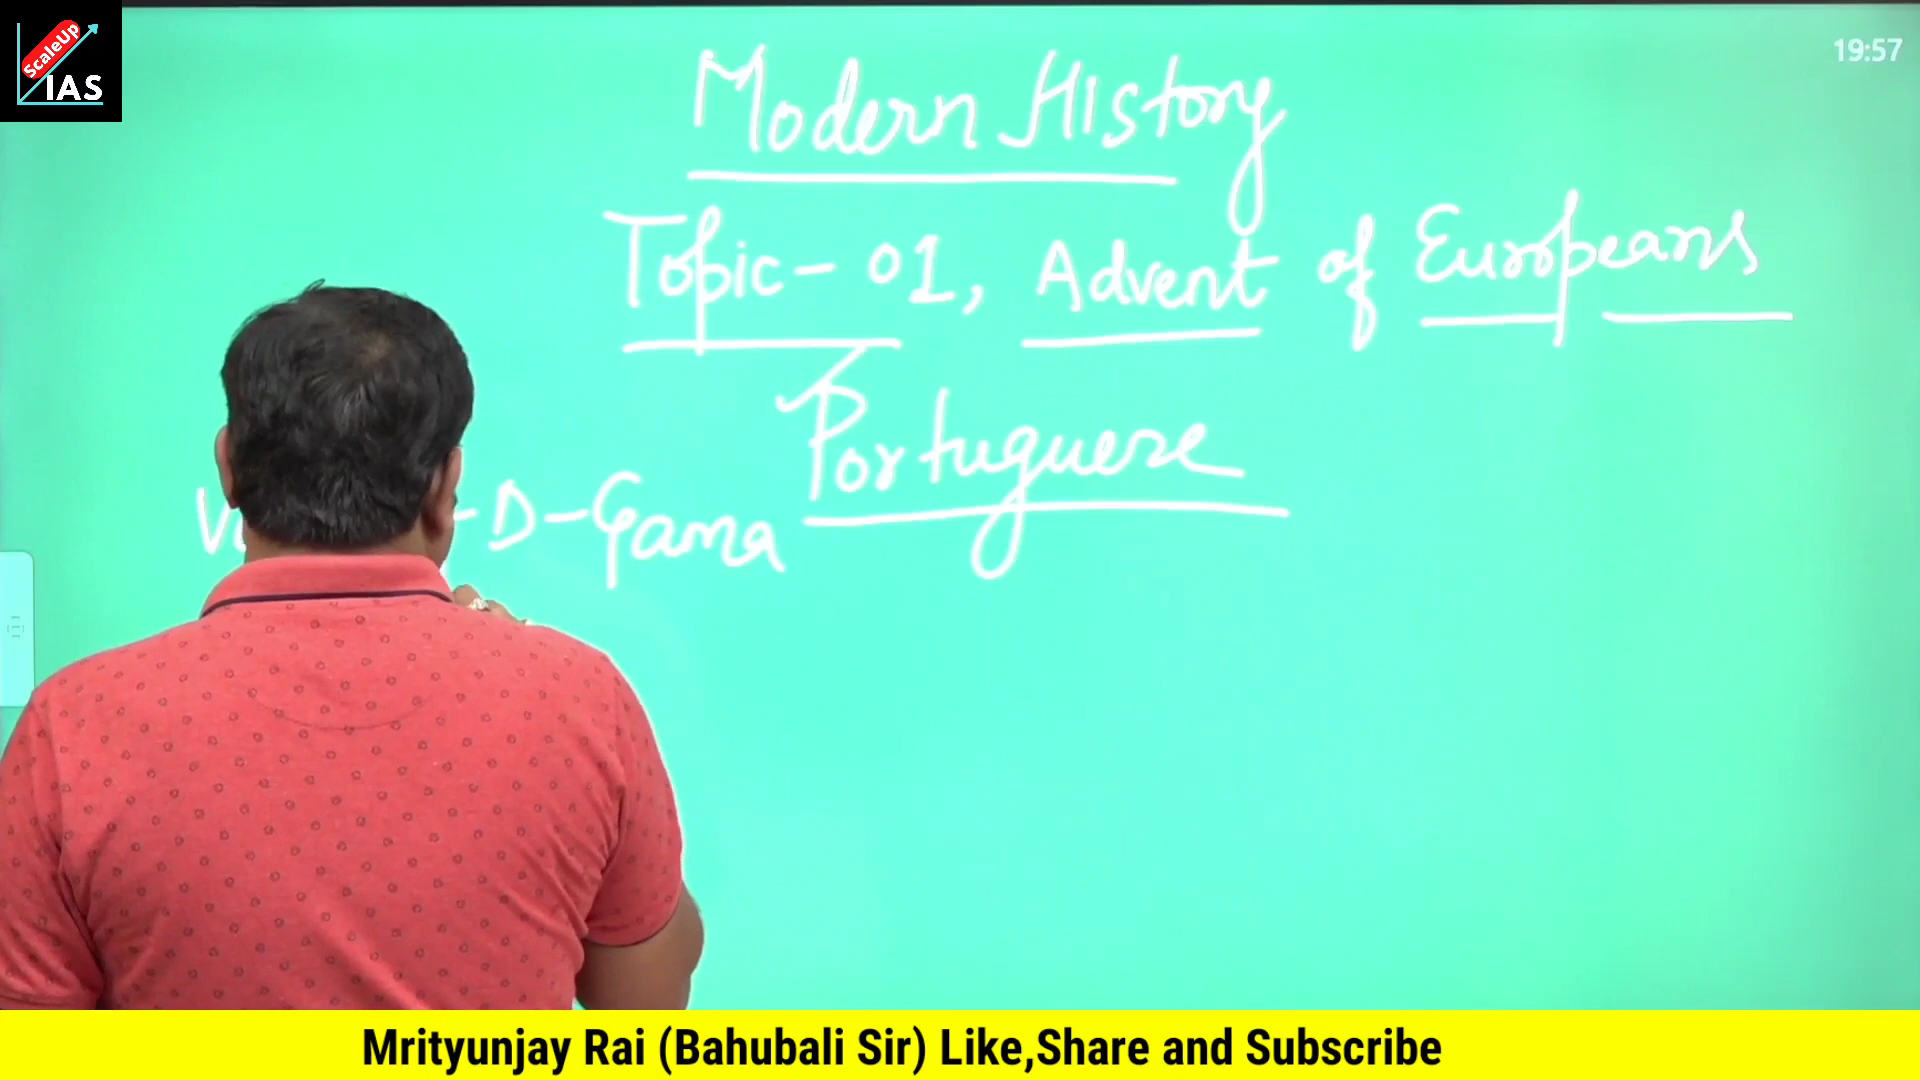 ScaleUp
IAS
19:57
Modern History
Topic - 01, Advent of Europeans
Portuguese
-D-Gama
Mrityunjay Rai (Bahubali Sir) Like,Share and Subscribe